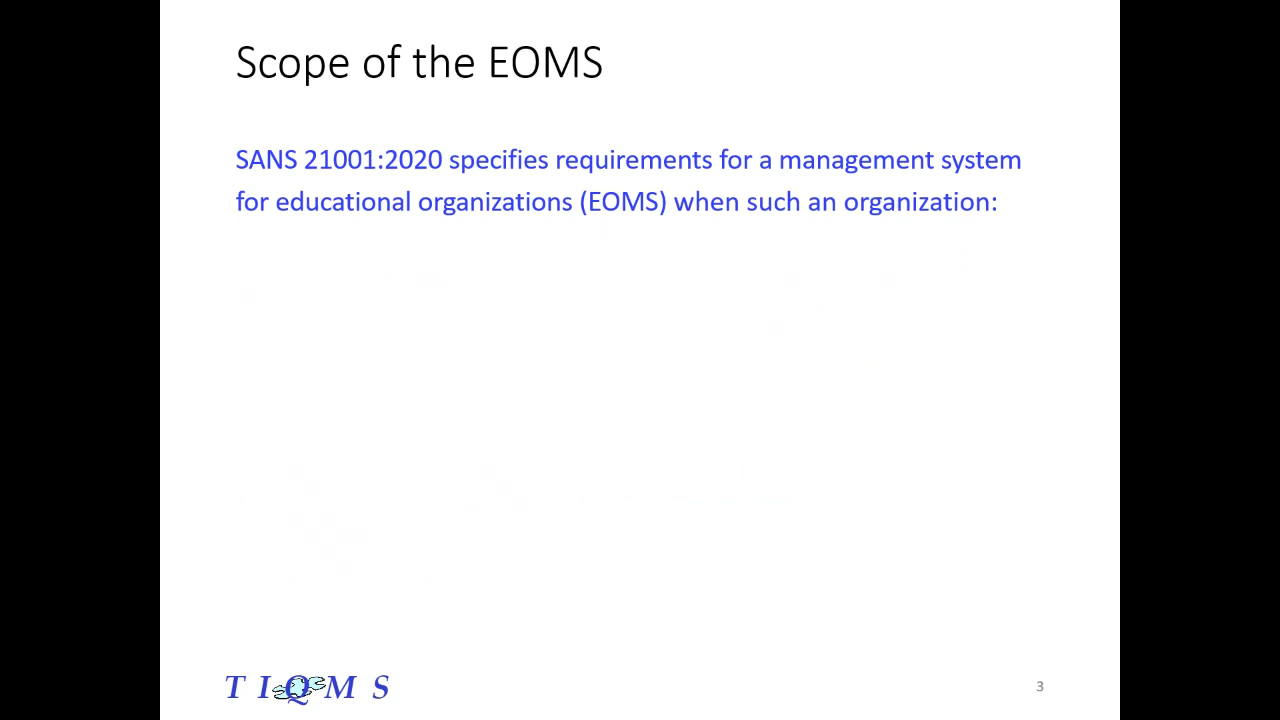 Scope of the EOMS
SANS 21001:2020 specifies requirements for a management system
for educational organizations (EOMS) when such an organization:
T I Q M S
3